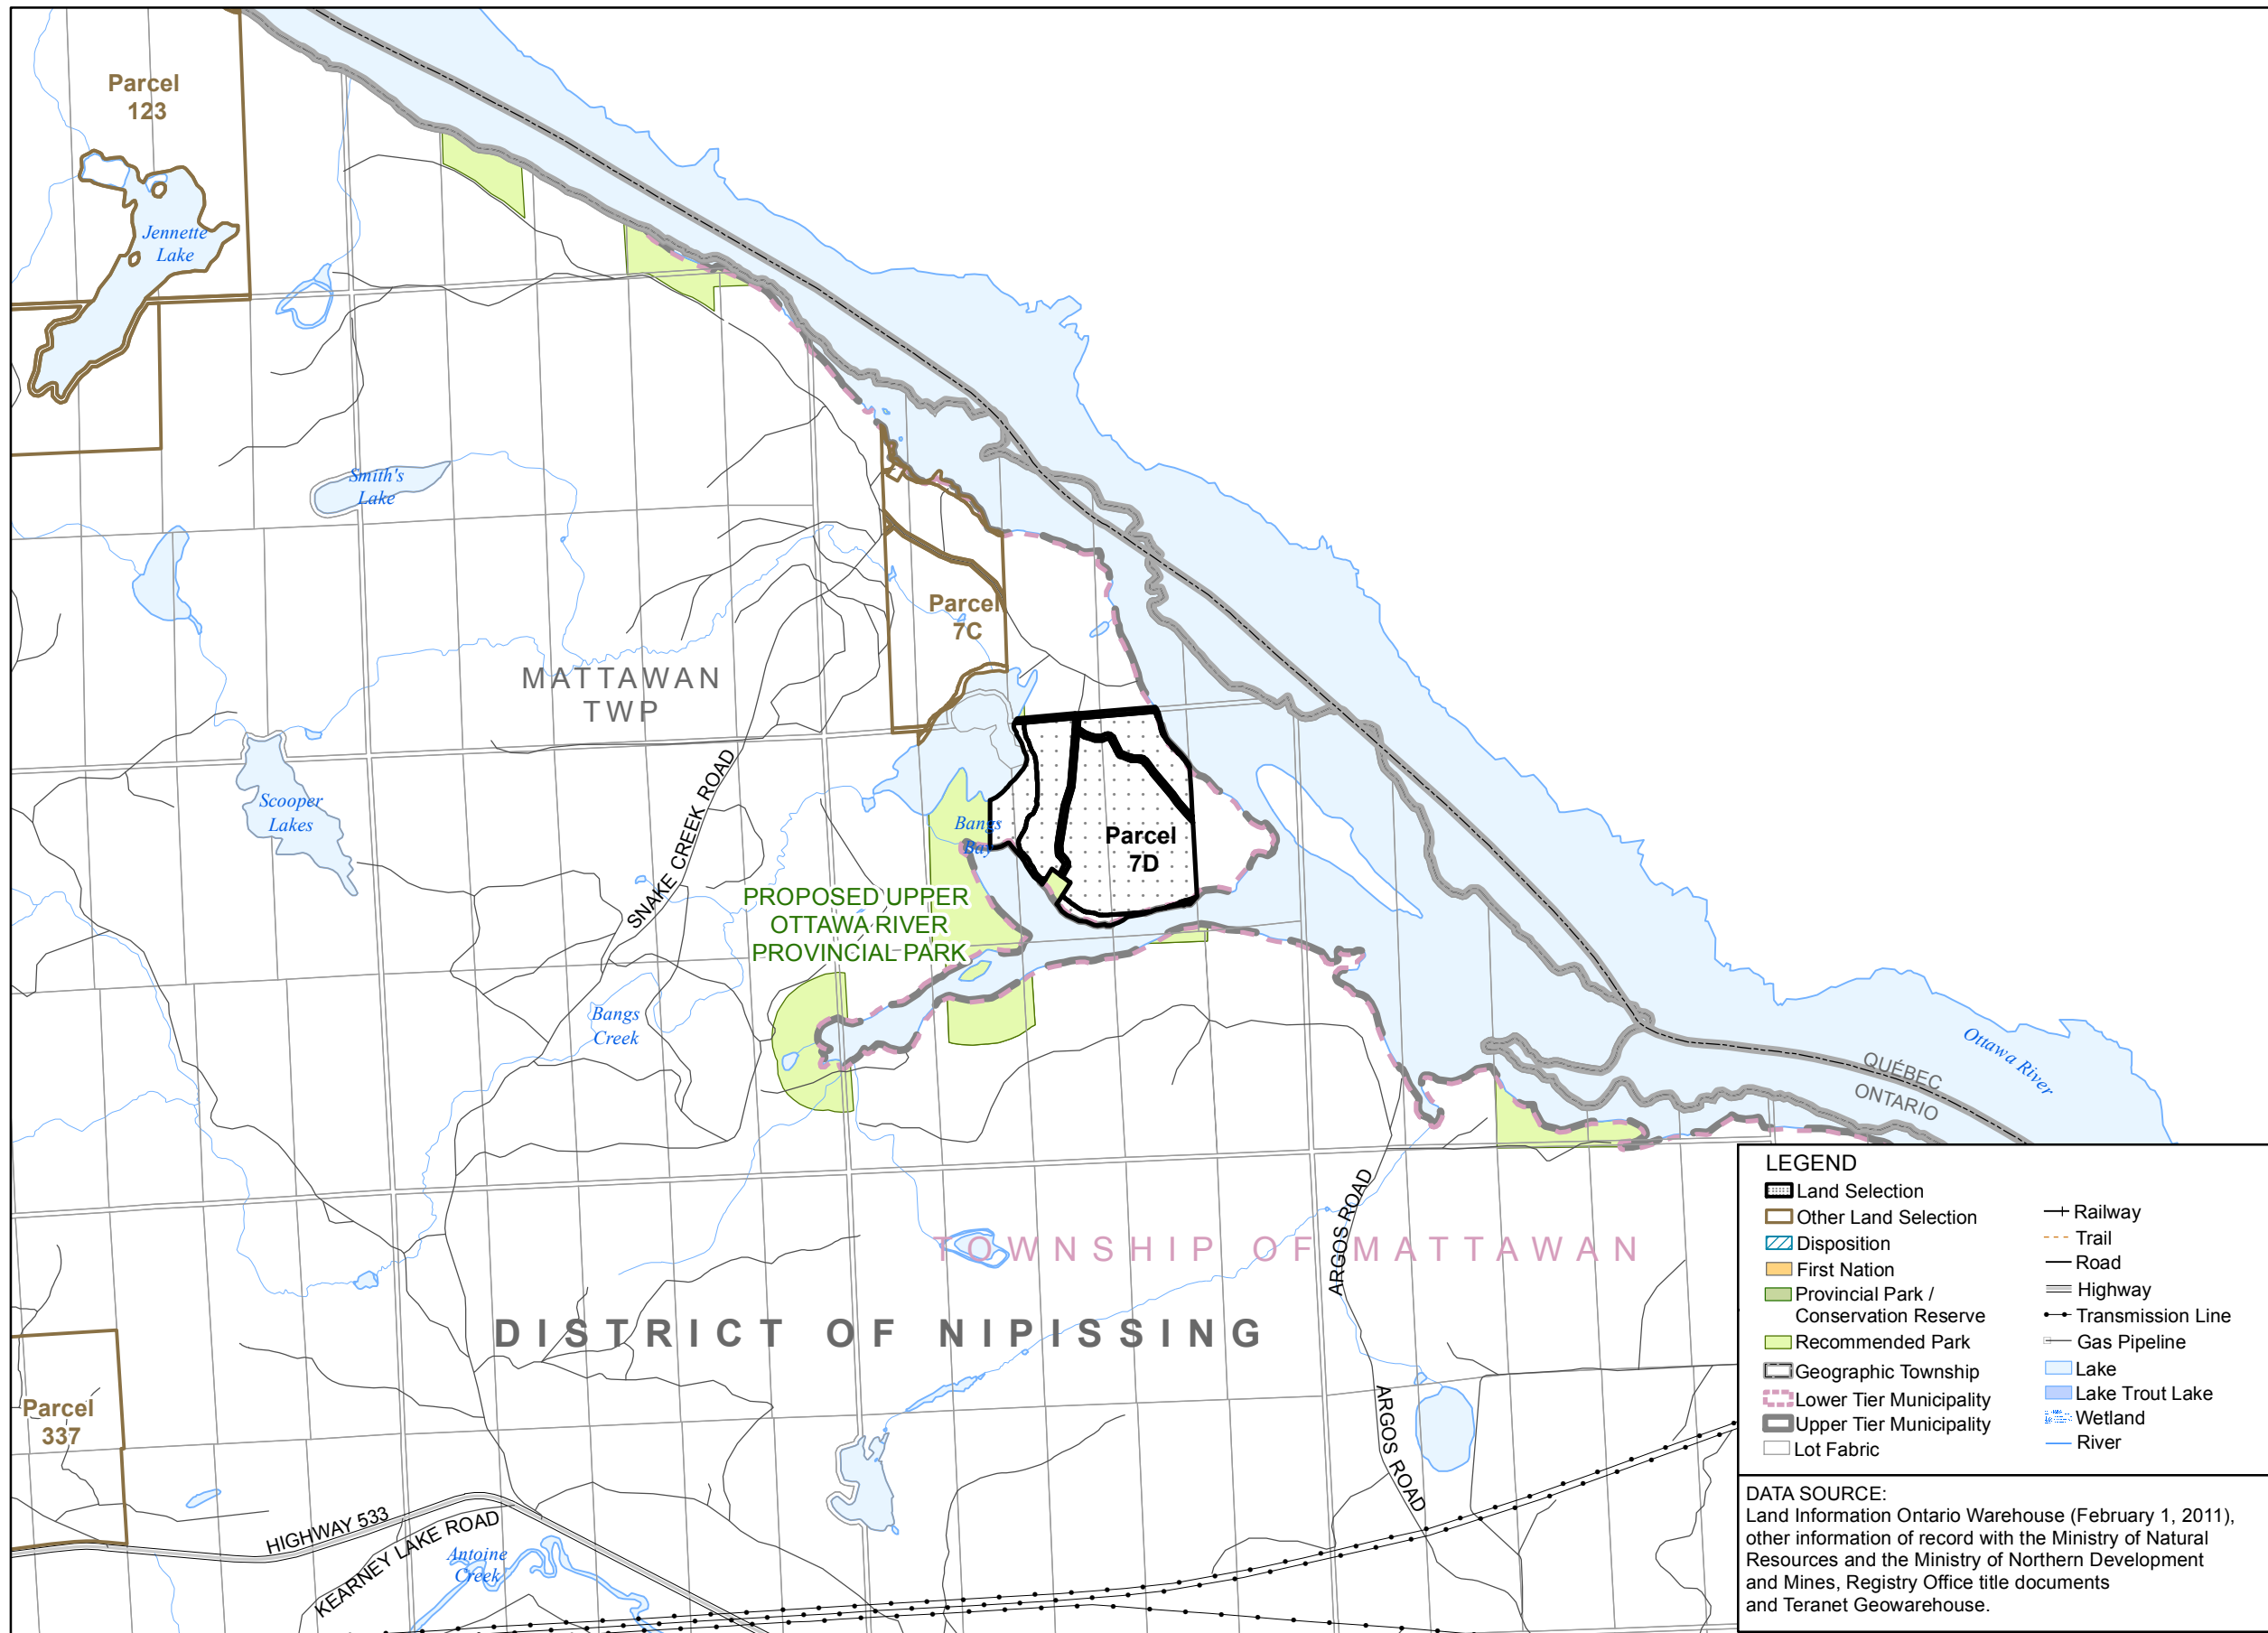 Parcel
123
Jennette
Lake
Smith's
Lake
Parcel
7C
MATTAWAN
TWP
SNAKE CREEK ROAD
Scooper
Lakes
Bangs
Bay
Parcel
7D
PROPOSED UPPER
OTTAWA RIVER
PROVINCIAL PARK
Bangs
Creek
Ottawa River
QUÉBEC
ONTARIO
ARGOS ROAD
TOWNSHIP OF MATTAWAN
DISTRICT OF NIPISSING
ARGOS ROAD
Parcel
337
HIGHWAY 533
KEARNEY LAKE ROAD
Antoine
Creek
LEGEND
Land Selection
Other Land Selection
Disposition
First Nation
Provincial Park /
Conservation Reserve
Recommended Park
Geographic Township
Lower Tier Municipality
Upper Tier Municipality
Lot Fabric
Railway
Trail
Road
Highway
Transmission Line
Gas Pipeline
Lake
Lake Trout Lake
Wetland
River
DATA SOURCE:
Land Information Ontario Warehouse (February 1, 2011),
other information of record with the Ministry of Natural
Resources and the Ministry of Northern Development
and Mines, Registry Office title documents
and Teranet Geowarehouse.